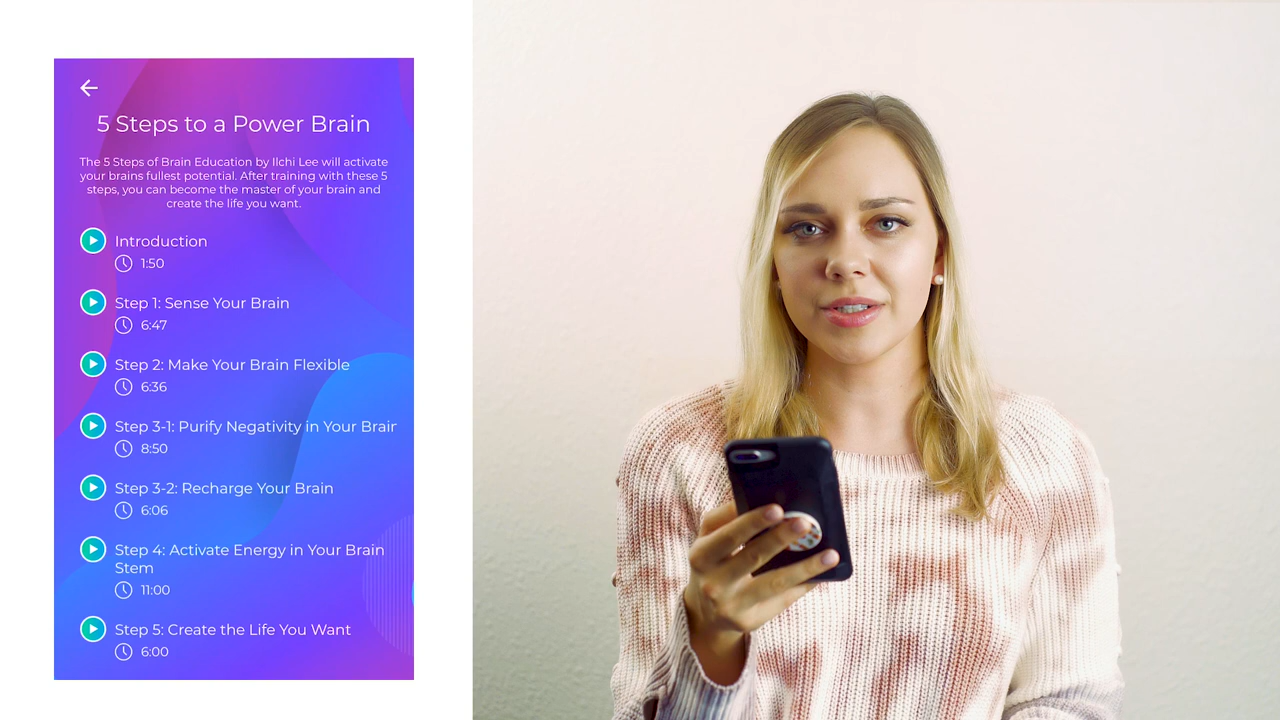 5 Steps to a Power Brain
The 5 Steps of Brain Education by Ilchi Lee will activate
your brains fullest potential. After training with these 5
steps, you can become the master of your brain and
create the life you want.
Introduction
1:50
Step 1: Sense Your Brain
6:47
Step 2: Make Your Brain Flexible
6:36
Step 3-1: Purify Negativity in Your Brain
8:50
Step 3-2: Recharge Your Brain
6:06
Step 4: Activate Energy in Your Brain
Stem
11:00
Step 5: Create the Life You Want
6:00